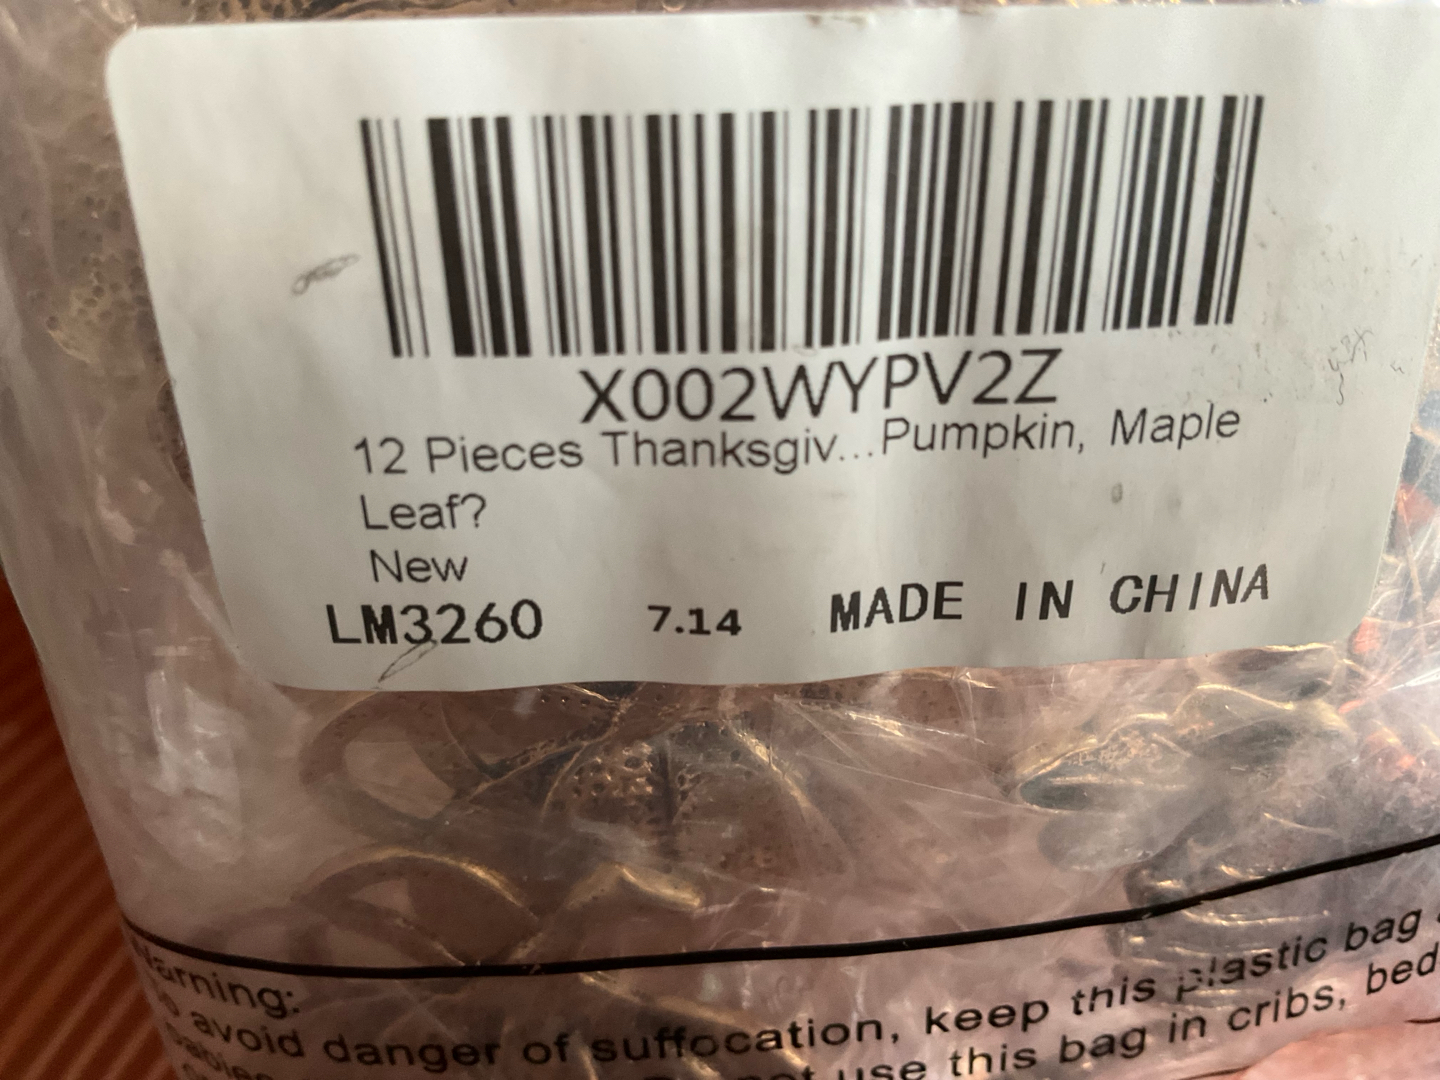 X002WYPV2Z
12 Pieces Thanksgiv...Pumpkin, Maple
Leaf?
New
LM3260 7.14 MADE IN CHINA
Warning:
To avoid danger of suffocation, keep this plastic bag
use this bag in cribs,